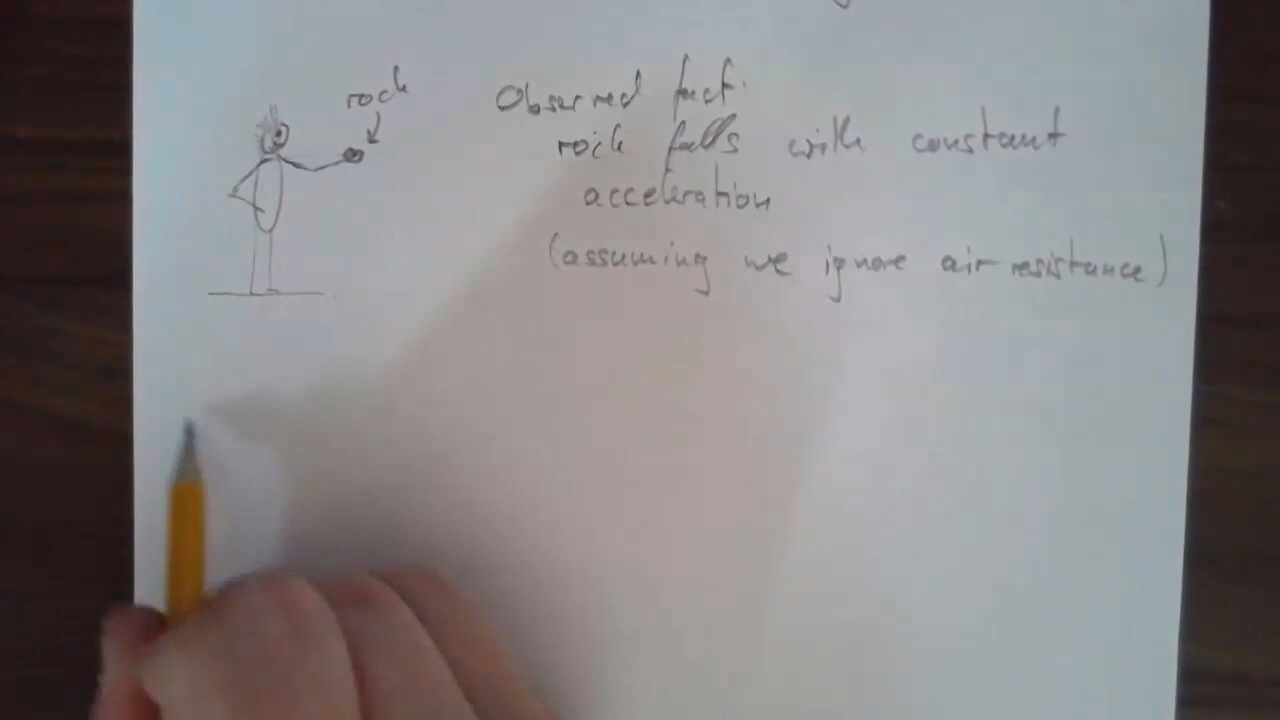 rock
Observed fact:
rock falls with constant
acceleration
(assuming we ignore air resistance)